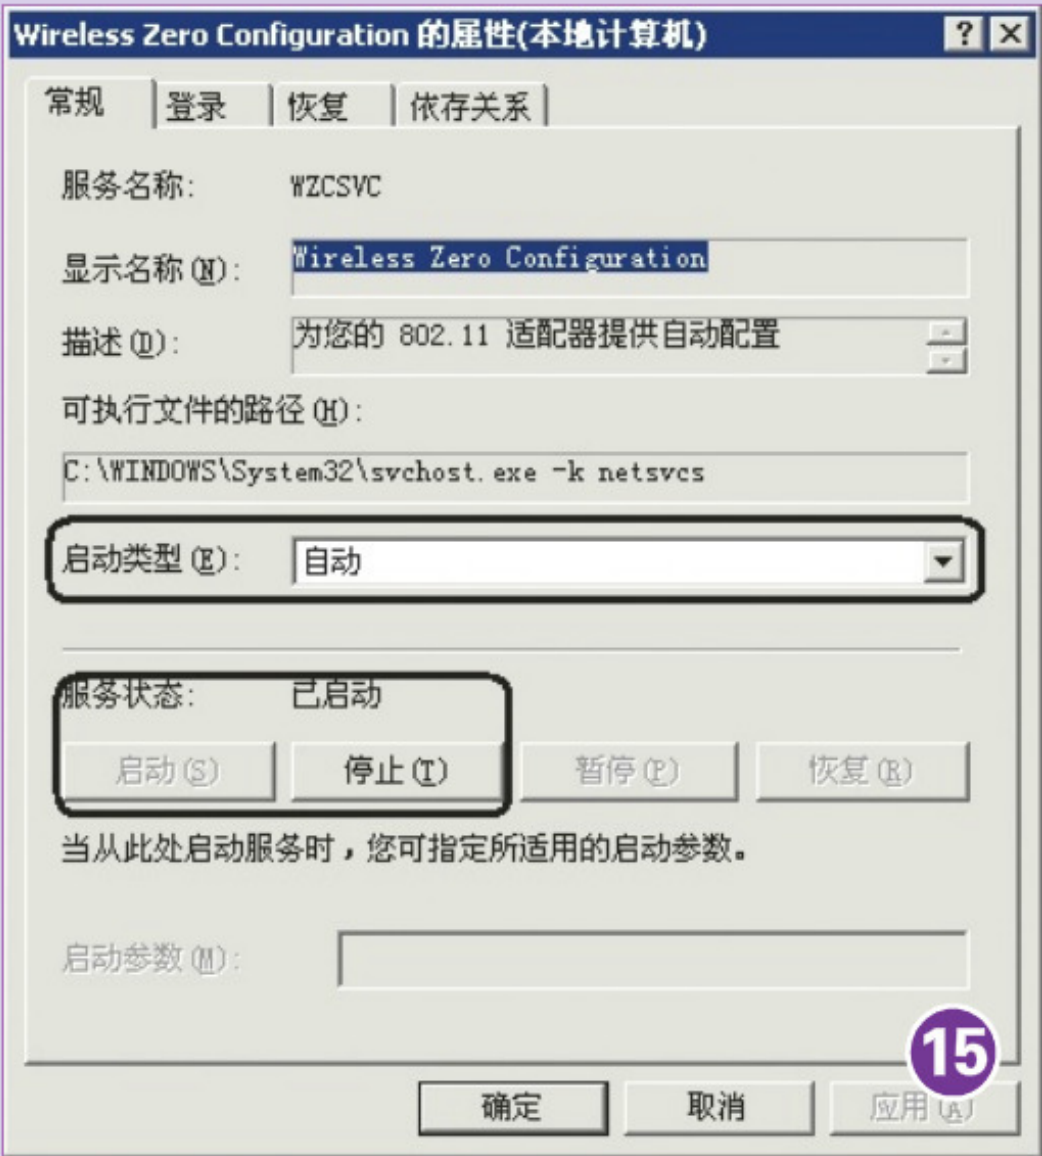 Wireless Zero Configuration 的属性(本地计算机)
常规 登录 恢复 依存关系
服务名称: WZCSVC
显示名称(N): Wireless Zero Configuration
描述(D): 为您的 802.11 适配器提供自动配置
可执行文件的路径(H):
C:\WINDOWS\System32\svchost.exe -k netsvcs
启动类型(E): 自动
服务状态: 已启动
启动(S) 停止(T) 暂停(P) 恢复(R)
当从此处启动服务时，您可指定所适用的启动参数。
启动参数(M):
15
确定 取消 应用(A)